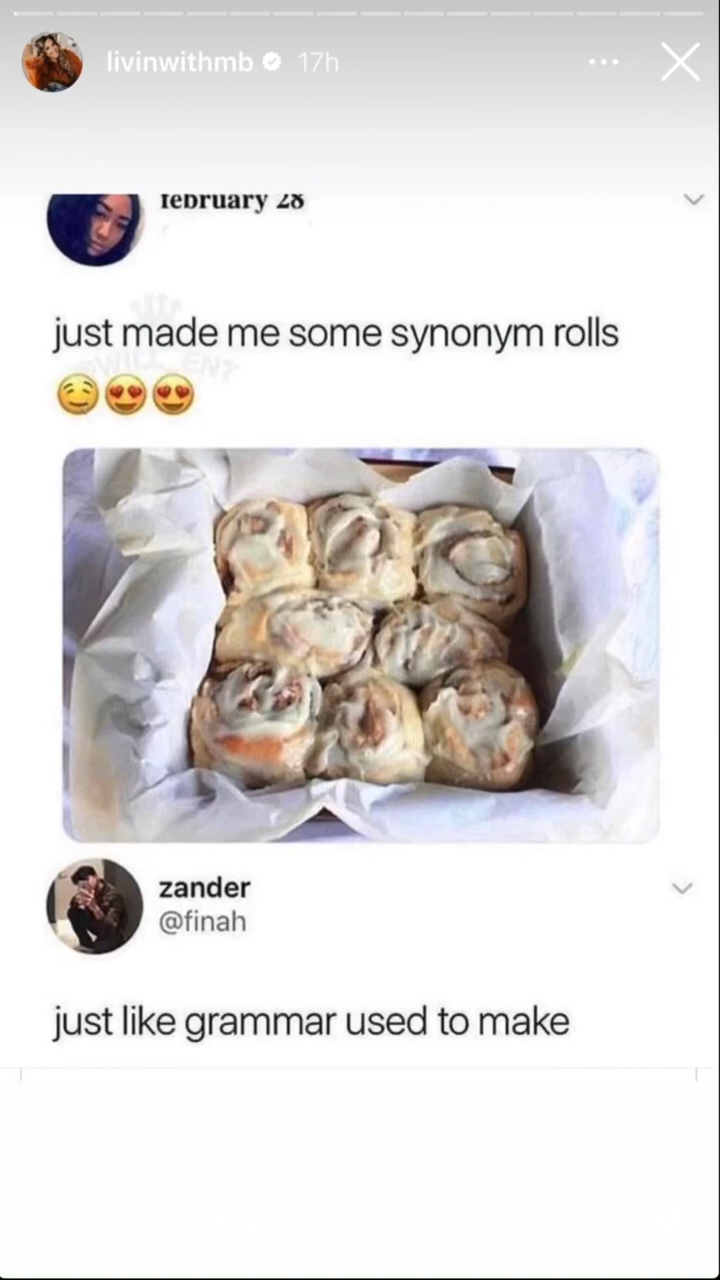 livinwithmb 17h
february 28
just made me some synonym rolls
🤤😍😍
zander
@finah
just like grammar used to make